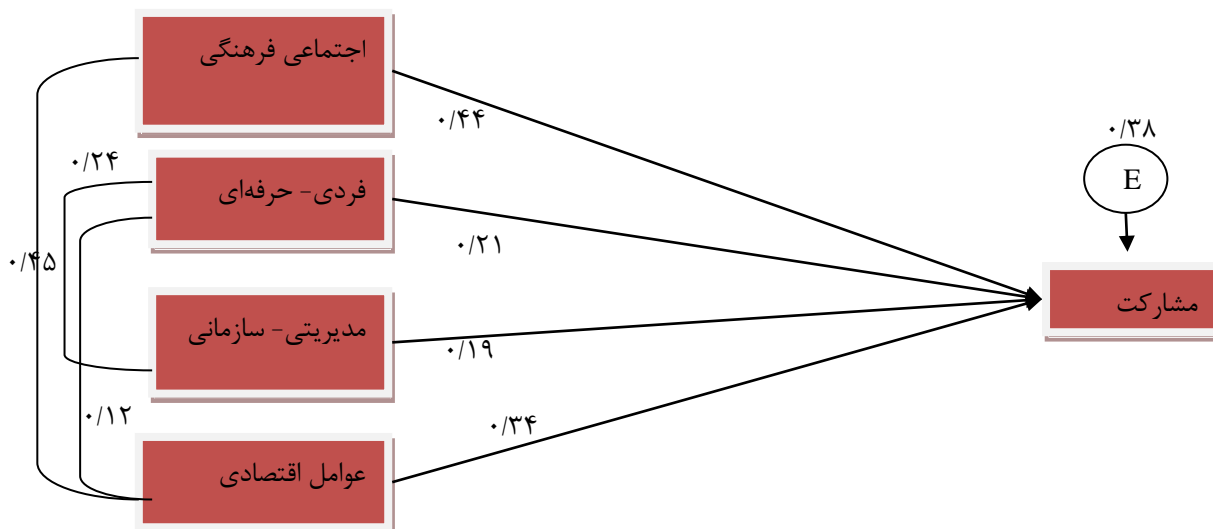 اجتماعی فرهنگی
۰/۴۴
۰/۳۸
E
۰/۲۴
فردی- حرفه‌ای
۰/۲۱
۰/۴۵
مشارکت
مدیریتی- سازمانی
۰/۱۹
۰/۱۲
۰/۳۴
عوامل اقتصادی